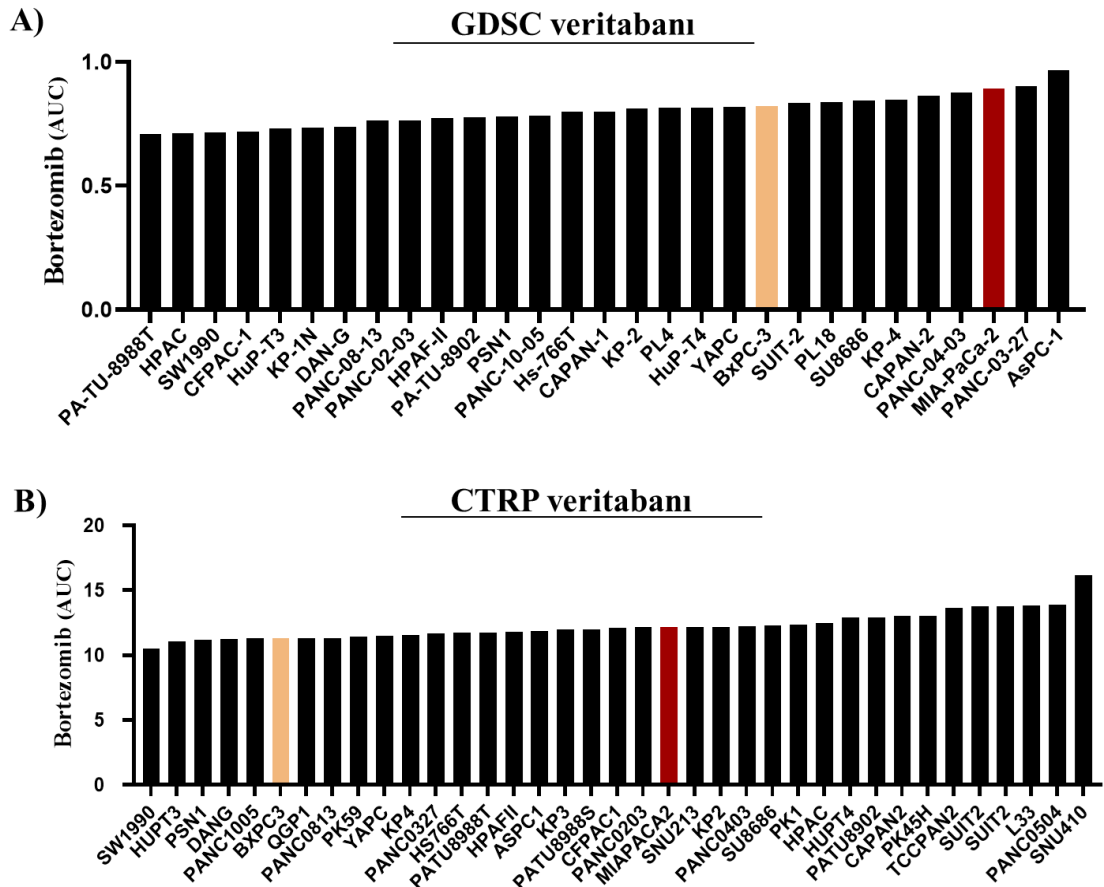 A)
GDSC veritabanı
Bortezomib (AUC)
1.0
0.5
0.0
PA-TU-8988T
HPAC
SW1990
CFPAC-1
HuP-T3
KP-1N
DAN-G
PANC-08-13
PANC-02-03
HPAF-II
PA-TU-8902
PSN1
PANC-10-05
Hs-766T
CAPAN-1
KP-2
PL4
HuP-T4
YAPC
BxPC-3
SUIT-2
PL18
SU8686
KP-4
CAPAN-2
PANC-04-03
MIA-PaCa-2
PANC-03-27
AsPC-1
B)
CTRP veritabanı
Bortezomib (AUC)
20
15
10
5
0
SW1990
HUPT3
PSN1
DANG
PANC1005
BXPC3
QGP1
PANC0813
PK59
YAPC
KP4
PANC0327
HS766T
PATU8988T
HPAFII
ASPC1
KP3
PATU8988S
CFPAC1
PANC0203
MIAPACA2
SNU213
KP2
PANC0403
SU8686
PK1
HPAC
HUPT4
PATU8902
CAPAN2
PK45H
TCCPAN2
SUIT2
SUIT2
L33
PANC0504
SNU410